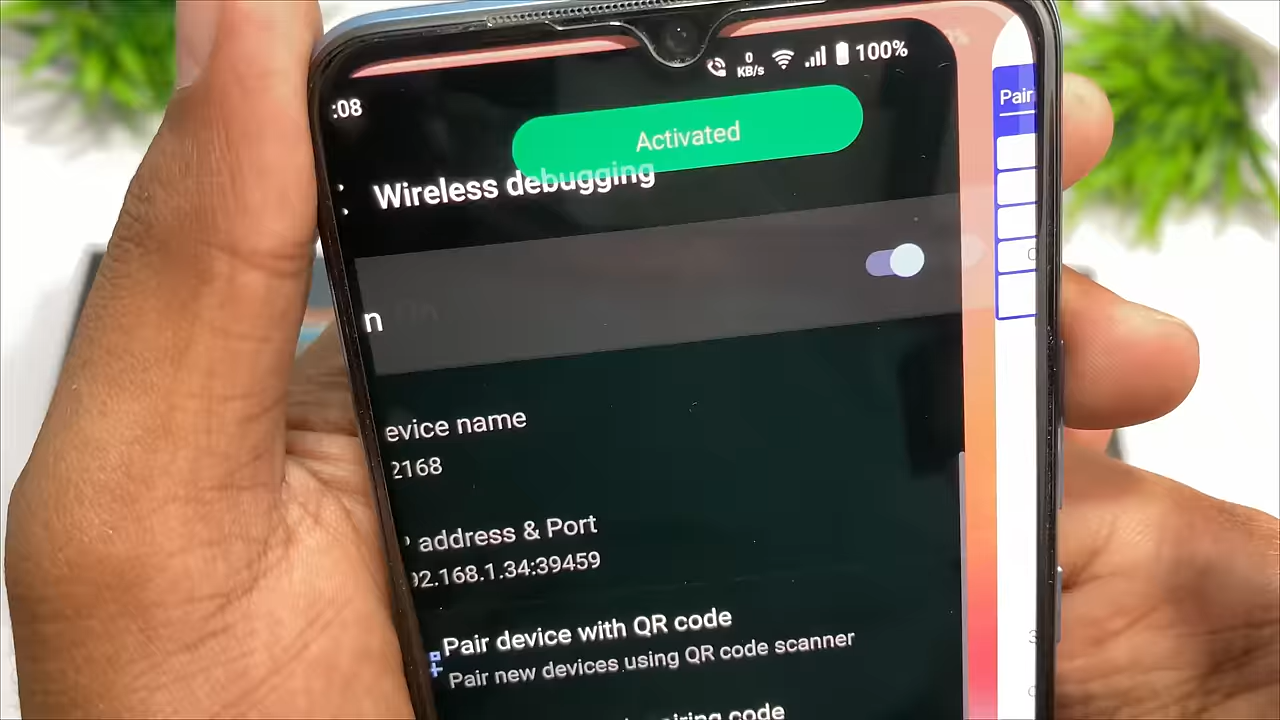 :08
0
KB/s
100%
Activated
Pair
Wireless debugging
n
evice name
2168
address & Port
92.168.1.34:39459
Pair device with QR code
Pair new devices using QR code scanner
code